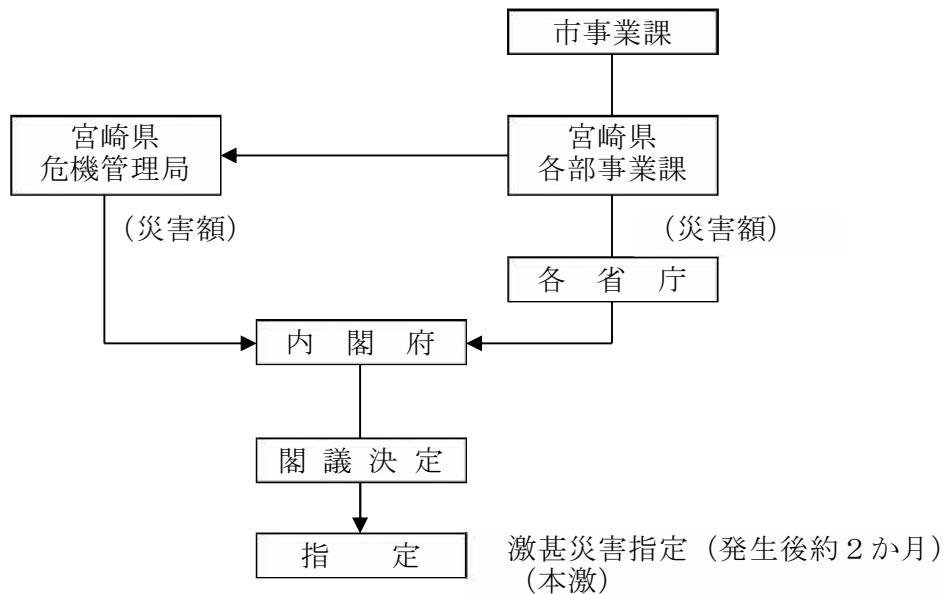 市事業課
宮崎県
危機管理局
宮崎県
各部事業課
（災害額）
（災害額）
各　省　庁
内　閣　府
閣 議 決 定
指　　定
激甚災害指定（発生後約２か月）
（本激）